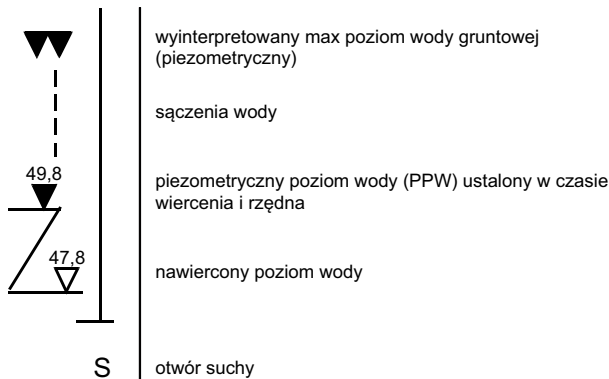 wyinterpretowany max poziom wody gruntowej
(piezometryczny)
sączenia wody
49,8
piezometryczny poziom wody (PPW) ustalony w czasie
wiercenia i rzędna
47,8
nawiercony poziom wody
S
otwór suchy